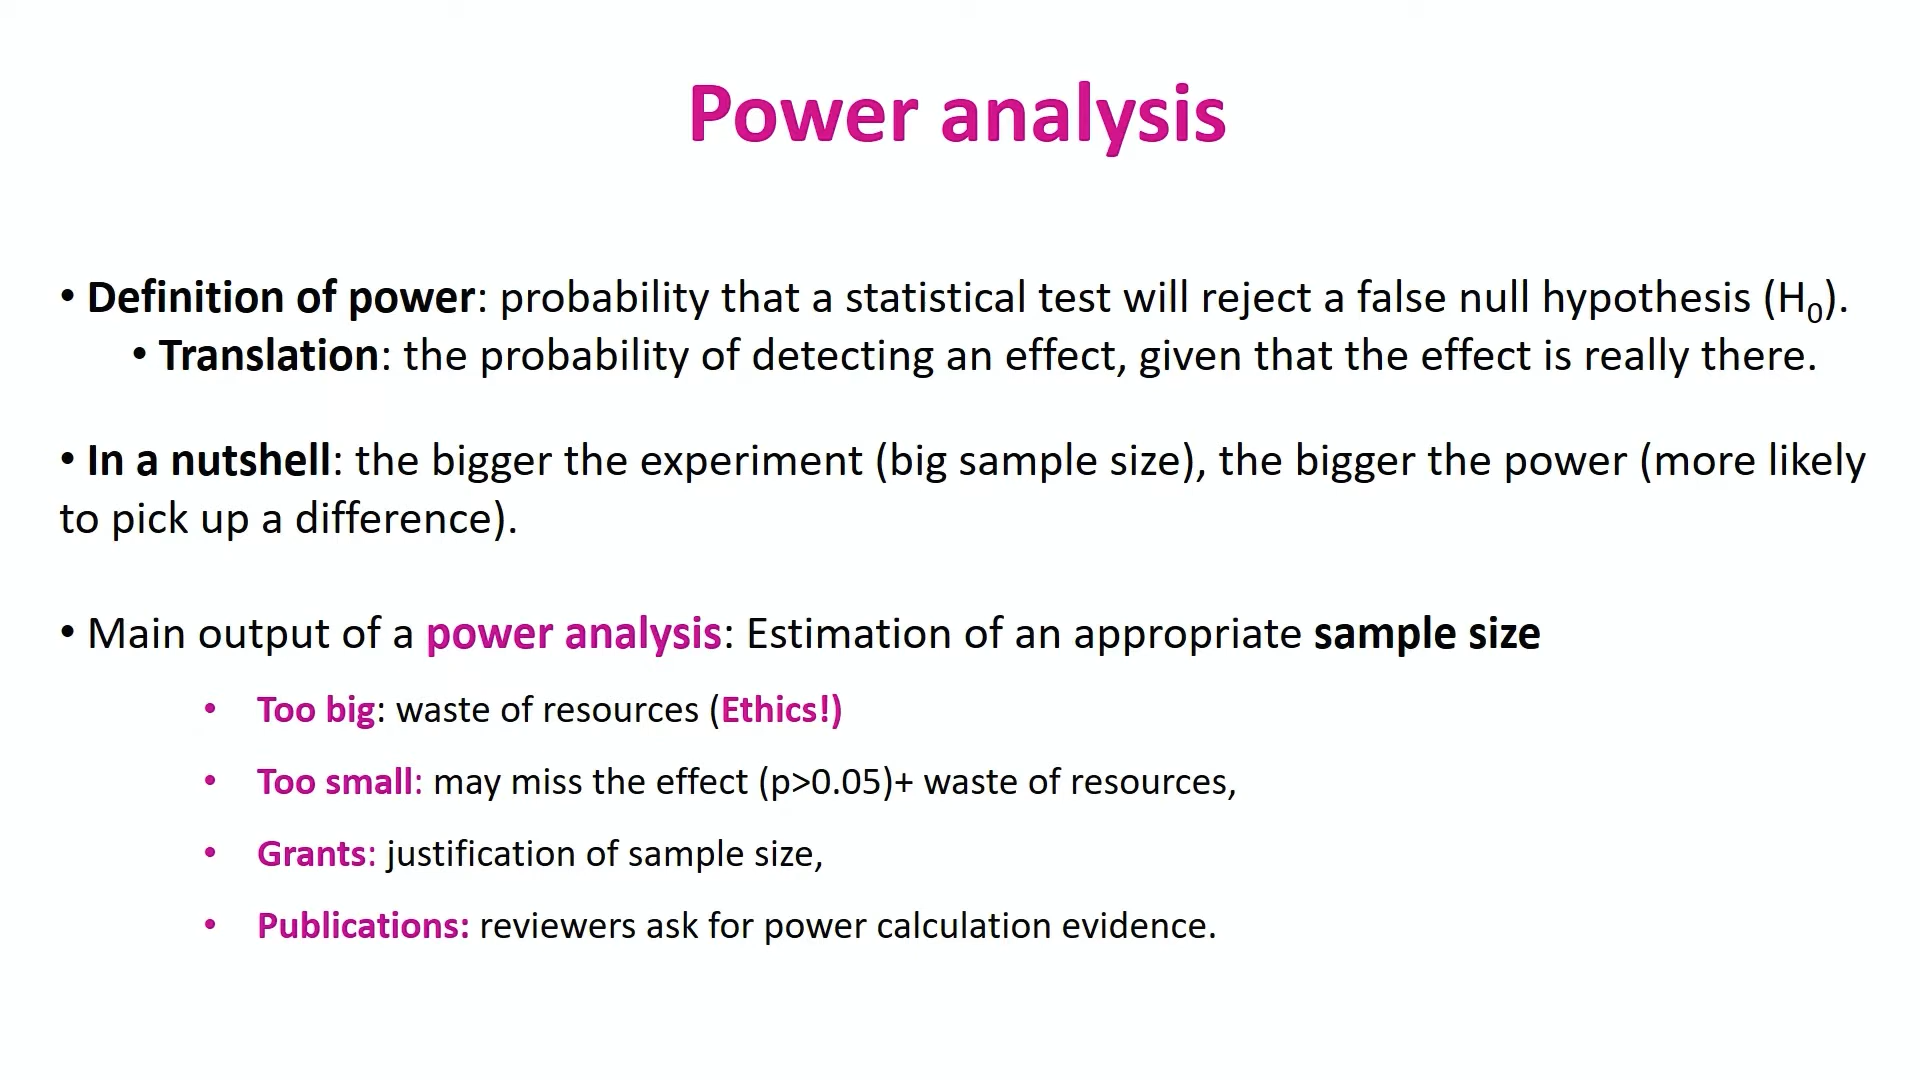 Power analysis
• Definition of power: probability that a statistical test will reject a false null hypothesis (H₀).
• Translation: the probability of detecting an effect, given that the effect is really there.
• In a nutshell: the bigger the experiment (big sample size), the bigger the power (more likely
to pick up a difference).
• Main output of a power analysis: Estimation of an appropriate sample size
• Too big: waste of resources (Ethics!)
• Too small: may miss the effect (p>0.05)+ waste of resources,
• Grants: justification of sample size,
• Publications: reviewers ask for power calculation evidence.